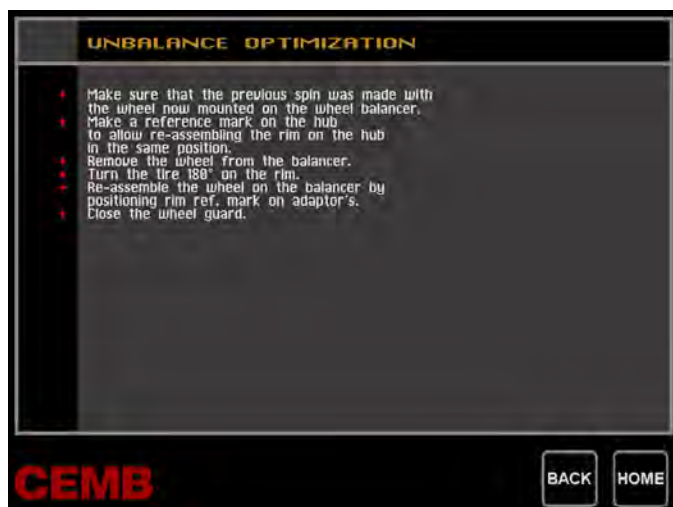 UNBALANCE OPTIMIZATION
Make sure that the previous spin was made with
the wheel now mounted on the wheel balancer.
Make a reference mark on the hub
to allow re-assembling the rim on the hub
in the same position.
Remove the wheel from the balancer.
Turn the tire 180° on the rim.
Re-assemble the wheel on the balancer by
positioning rim ref. mark on adaptor's.
Close the wheel guard.
CEMB
BACK
HOME